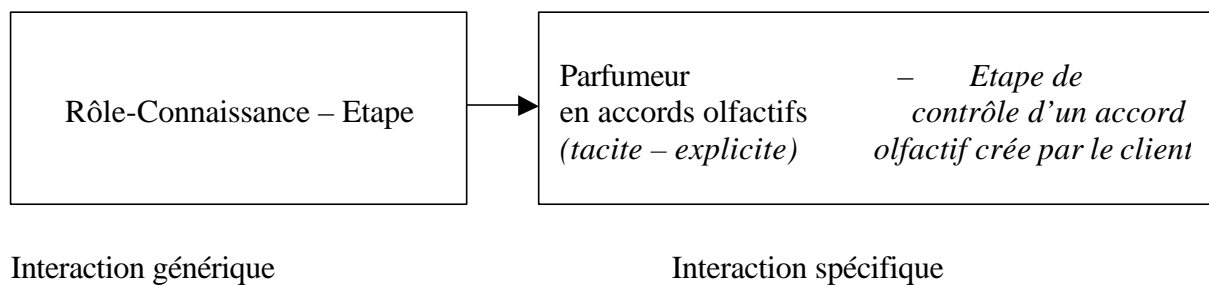 Rôle-Connaissance – Etape
Parfumeur – Etape de
en accords olfactifs contrôle d’un accord
(tacite – explicite) olfactif crée par le client
Interaction générique Interaction spécifique